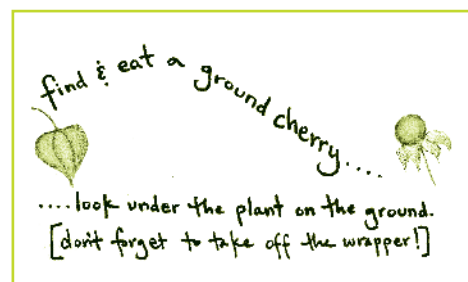 find & eat a ground cherry....
....look under the plant on the ground.
[don't forget to take off the wrapper!]